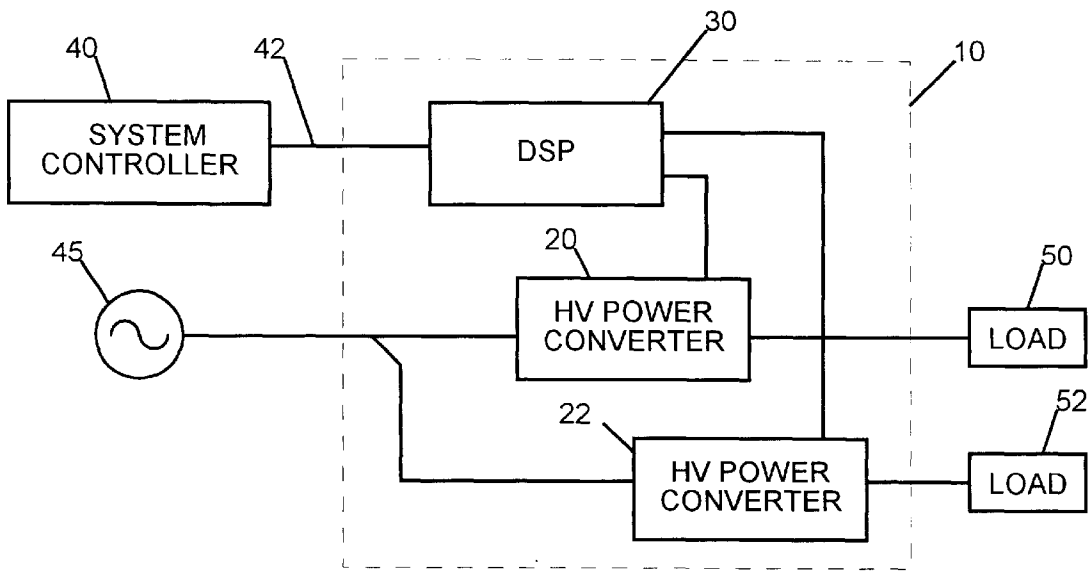 40
42
30
10
SYSTEM
CONTROLLER
DSP
45
20
50
HV POWER
CONVERTER
LOAD
22
52
HV POWER
CONVERTER
LOAD